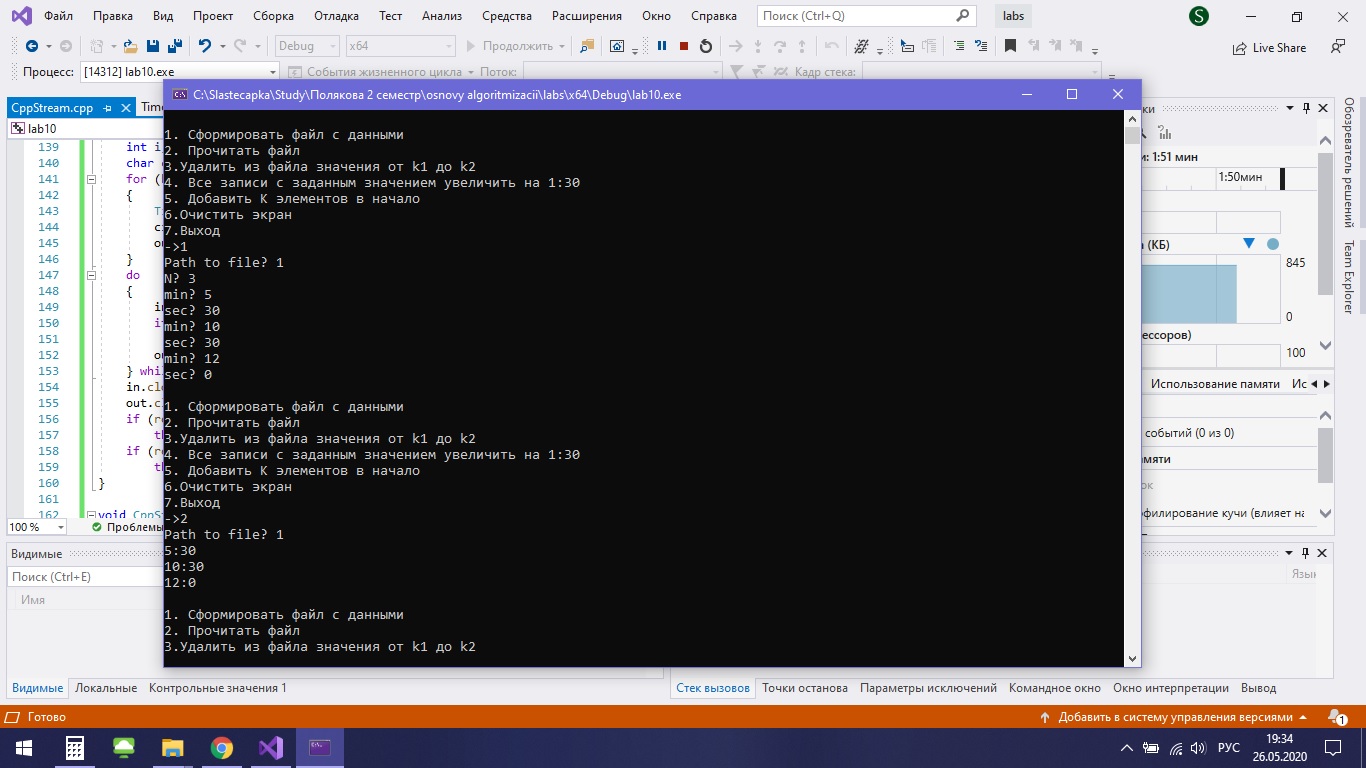 Файл Правка Вид Проект Сборка Отладка Тест Анализ Средства Расширения Окно Справка Поиск (Ctrl+Q) labs S
Debug x64 Продолжить Live Share
Процесс: [14312] lab10.exe События жизненного цикла Поток: Кадр стека:
C:\Slastecapka\Study\Полякова 2 семестр\osnovy algoritmizacii\labs\x64\Debug\lab10.exe
1. Сформировать файл с данными
2. Прочитать файл
3.Удалить из файла значения от k1 до k2
4. Все записи с заданным значением увеличить на 1:30
5. Добавить К элементов в начало
6.Очистить экран
7.Выход
->1
Path to file? 1
N? 3
min? 5
sec? 30
min? 10
sec? 30
min? 12
sec? 0
1. Сформировать файл с данными
2. Прочитать файл
3.Удалить из файла значения от k1 до k2
4. Все записи с заданным значением увеличить на 1:30
5. Добавить К элементов в начало
6.Очистить экран
7.Выход
->2
Path to file? 1
5:30
10:30
12:0
1. Сформировать файл с данными
2. Прочитать файл
3.Удалить из файла значения от k1 до k2
CppStream.cpp Time
lab10
139 int i
140 char
141 for (
142 {
143 T
144 c
145 ou
146 }
147 do
148 {
149 in
150 i
151
152 ou
153 } whil
154 in.clo
155 out.c
156 if (r
157 th
158 if (r
159 th
160 }
161
162 void CppSt
100 % Проблемы
ки
и: 1:51 мин
1:50мин
а (КБ)
845
0
ессоров)
100
Использование памяти Ис
событий (0 из 0)
амяти
ок
офилирование кучи (влияет на
Обозреватель решений
Team Explorer
Видимые
Поиск (Ctrl+E)
Имя
Язык
Видимые Локальные Контрольные значения 1
Стек вызовов Точки останова Параметры исключений Командное окно Окно интерпретации Вывод
Готово Добавить в систему управления версиями 1
РУС
19:34
26.05.2020